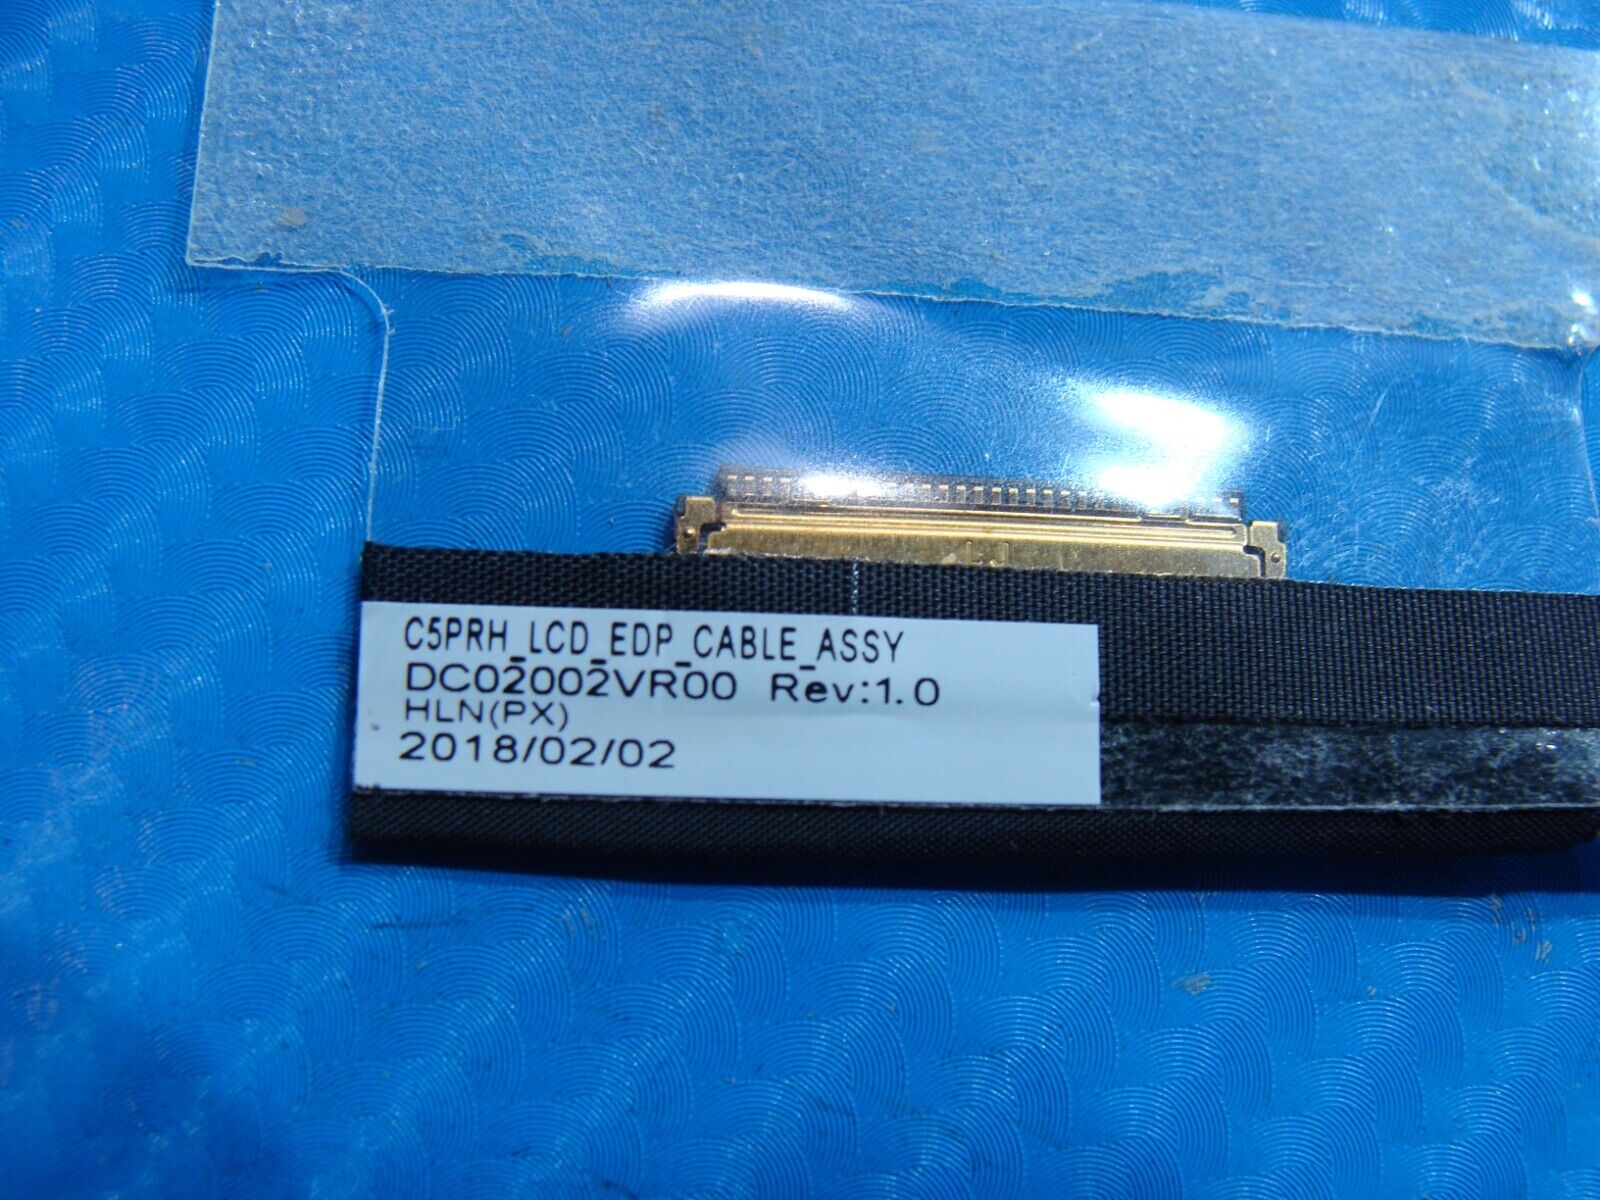 C5PRH_LCD_EDP_CABLE_ASSY
DC02002VR00 Rev:1.0
HLN(PX)
2018/02/02